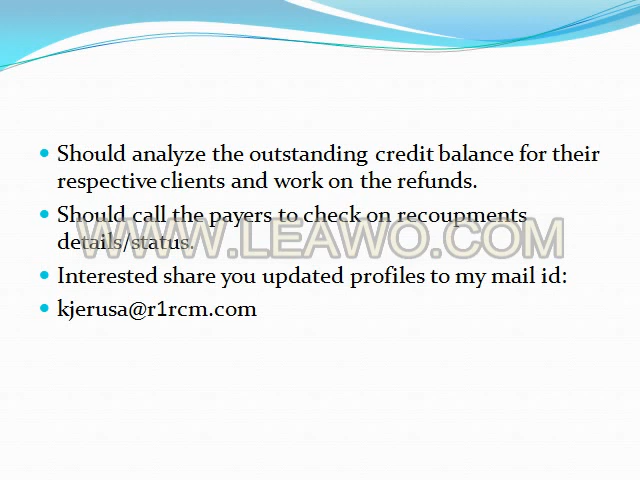 Should analyze the outstanding credit balance for their
respective clients and work on the refunds.
Should call the payers to check on recoupments
details/status.
WWW.LEAWO.COM
Interested share you updated profiles to my mail id:
kjerusa@r1rcm.com